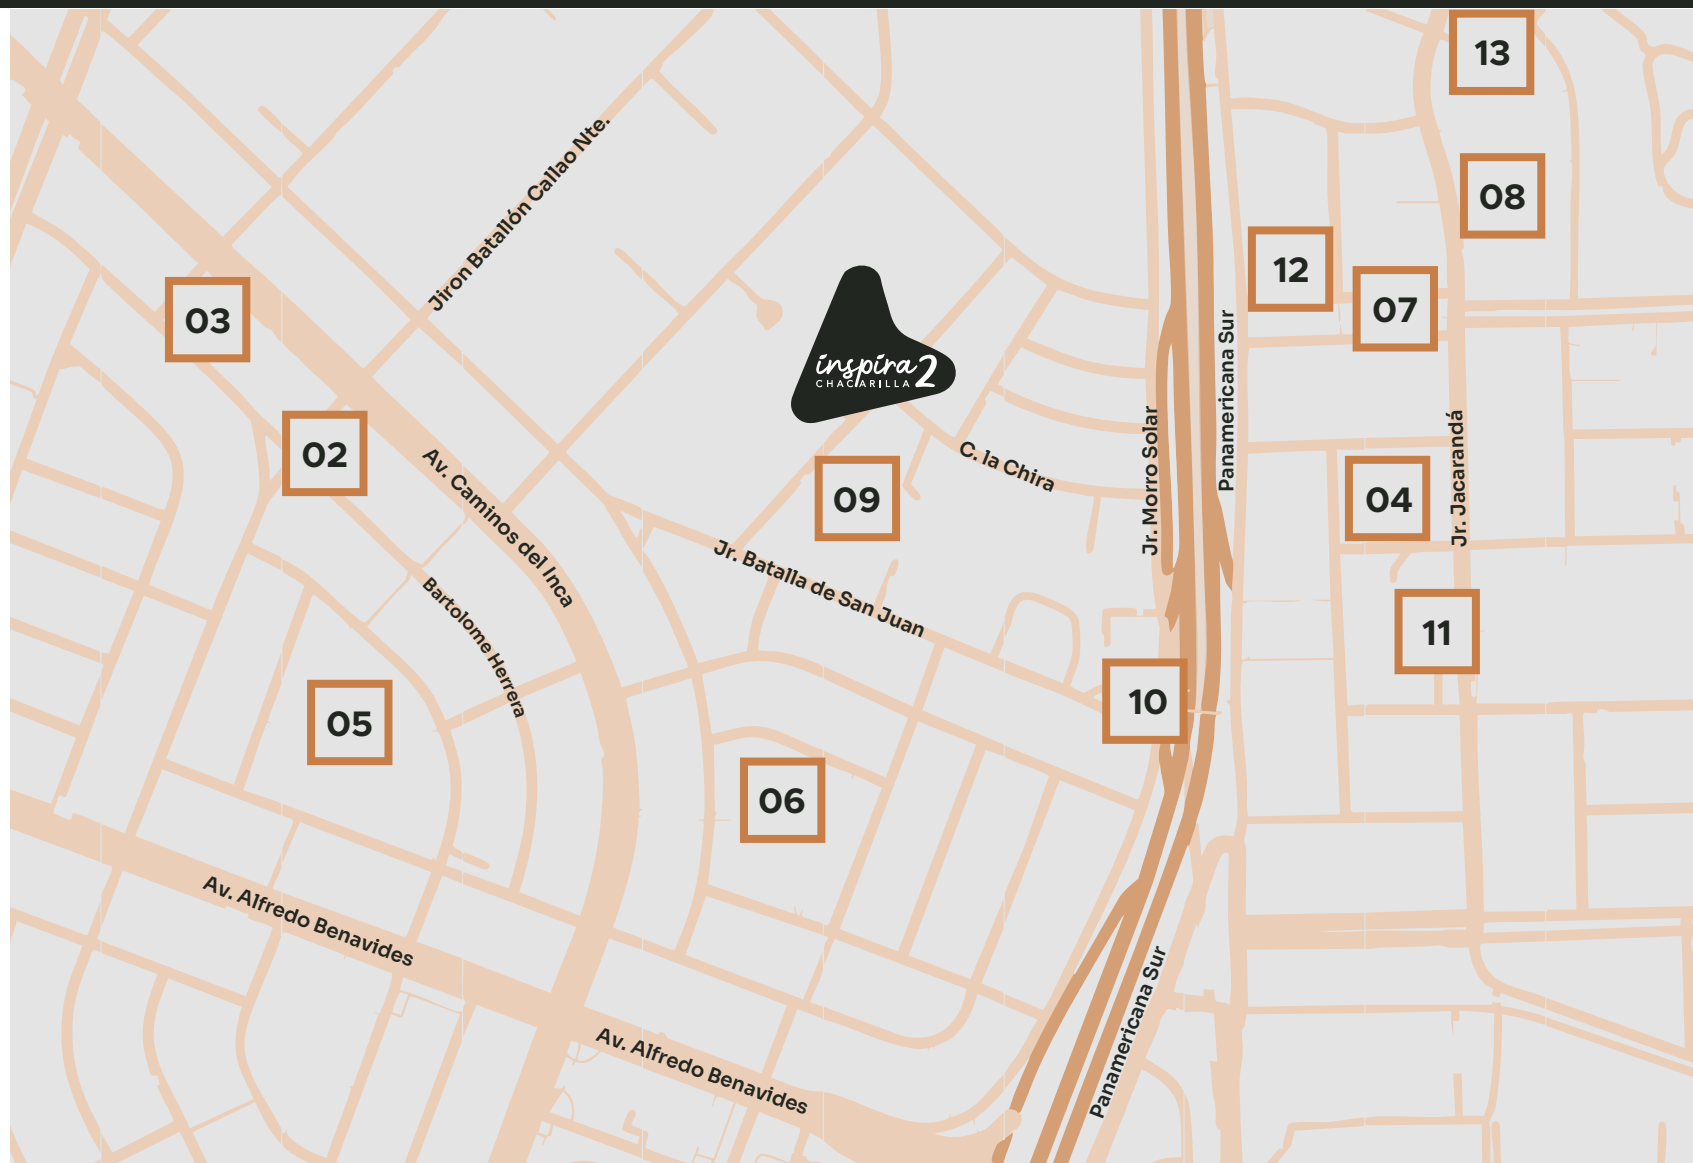 13
Jiron Batallón Callao Nte.
08
12
07
03
inspira 2
CHACARILLA
Panamericana Sur
02
Av. Caminos del Inca
C. la Chira
Jr. Morro Solar
Jr. Jacarandá
09
04
Jr. Batalla de San Juan
Bartolome Herrera
11
05
10
06
Av. Alfredo Benavides
Panamericana Sur
Av. Alfredo Benavides